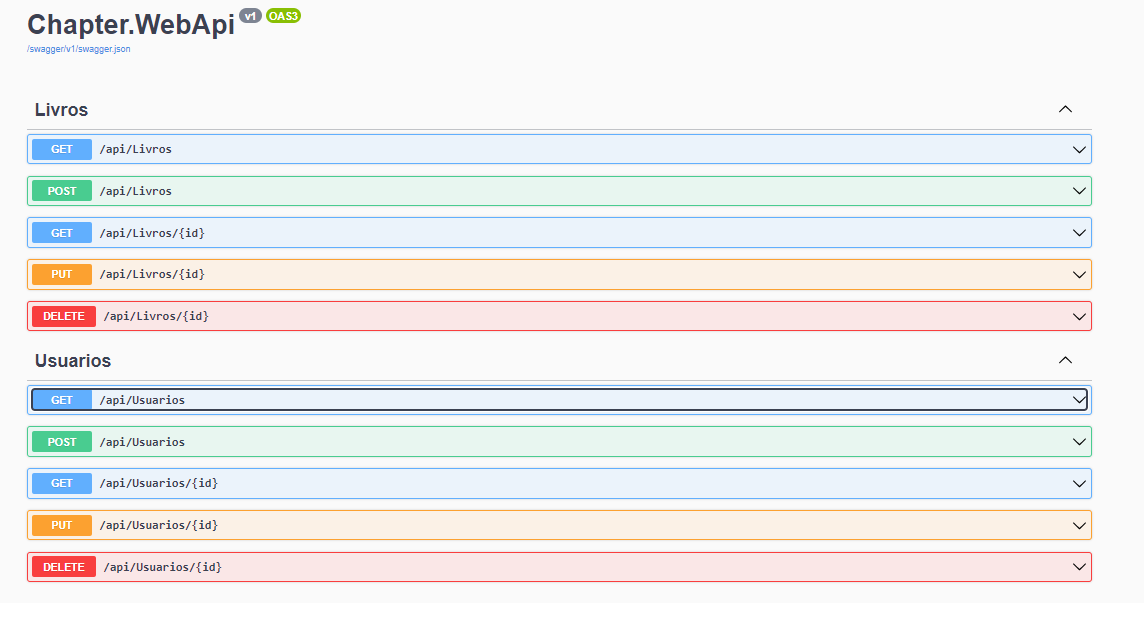 Chapter.WebApi v1 OAS3
/swagger/v1/swagger.json
Livros
GET /api/Livros
POST /api/Livros
GET /api/Livros/{id}
PUT /api/Livros/{id}
DELETE /api/Livros/{id}
Usuarios
GET /api/Usuarios
POST /api/Usuarios
GET /api/Usuarios/{id}
PUT /api/Usuarios/{id}
DELETE /api/Usuarios/{id}